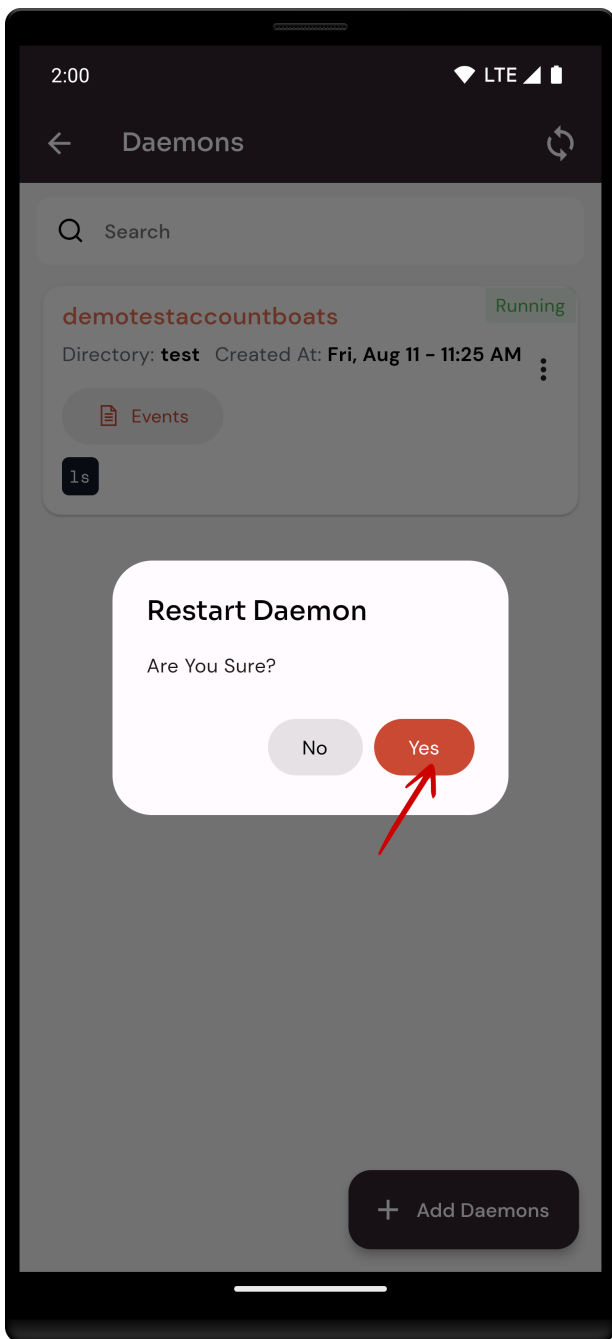 2:00 LTE
Daemons
Search
Running
demotestaccountboats
Directory: test Created At: Fri, Aug 11 - 11:25 AM
Events
ls
Restart Daemon
Are You Sure?
No Yes
Add Daemons